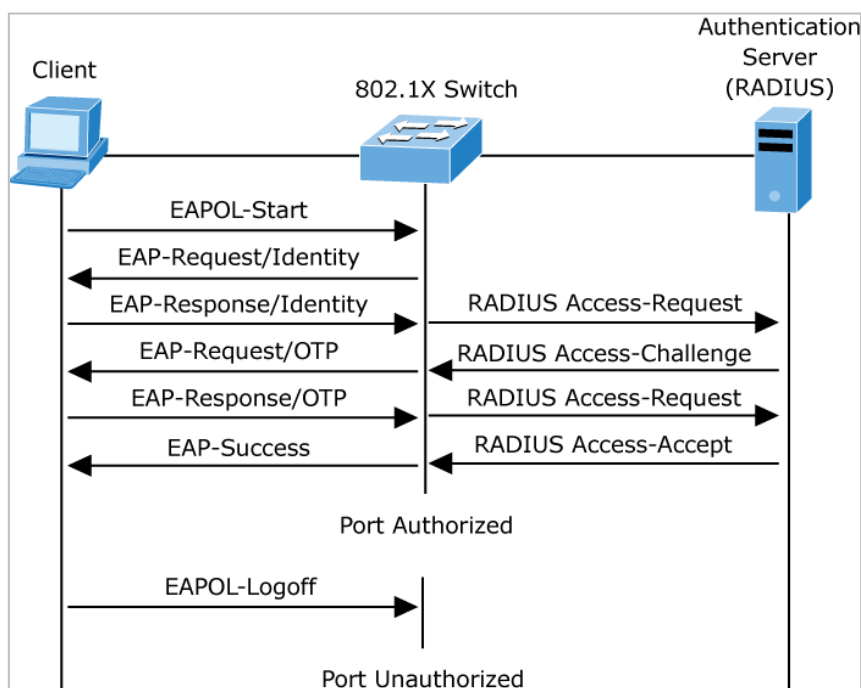 Client
802.1X Switch
Authentication
Server
(RADIUS)
EAPOL-Start
EAP-Request/Identity
EAP-Response/Identity
RADIUS Access-Request
EAP-Request/OTP
RADIUS Access-Challenge
EAP-Response/OTP
RADIUS Access-Request
EAP-Success
RADIUS Access-Accept
Port Authorized
EAPOL-Logoff
Port Unauthorized